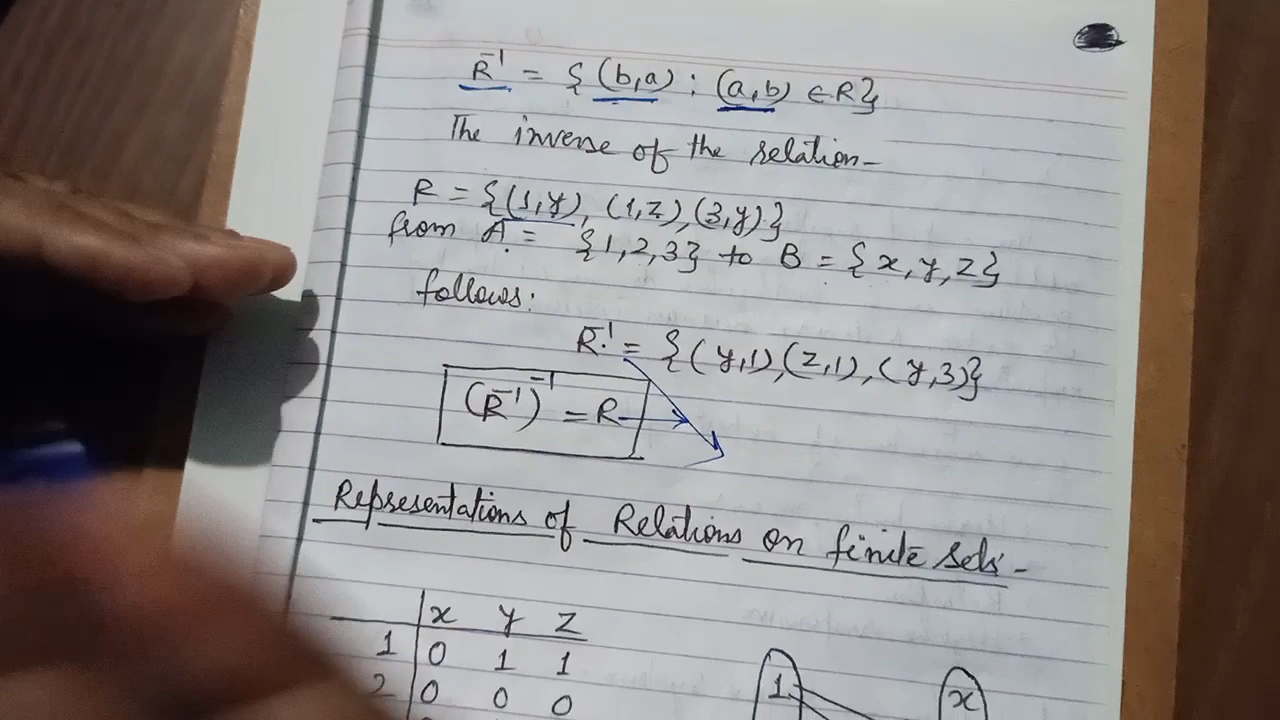 R⁻¹ = {(b,a) : (a,b) ∈ R}
The inverse of the relation-
R = {(1,y), (1,z), (3,y)}
from A = {1,2,3} to B = {x,y,z}
follows:
R⁻¹ = {(y,1), (z,1), (y,3)}
(R⁻¹)⁻¹ = R
Representations of Relations on finite sets -
x y z
1 0 1 1
2 0 0 0
1 x